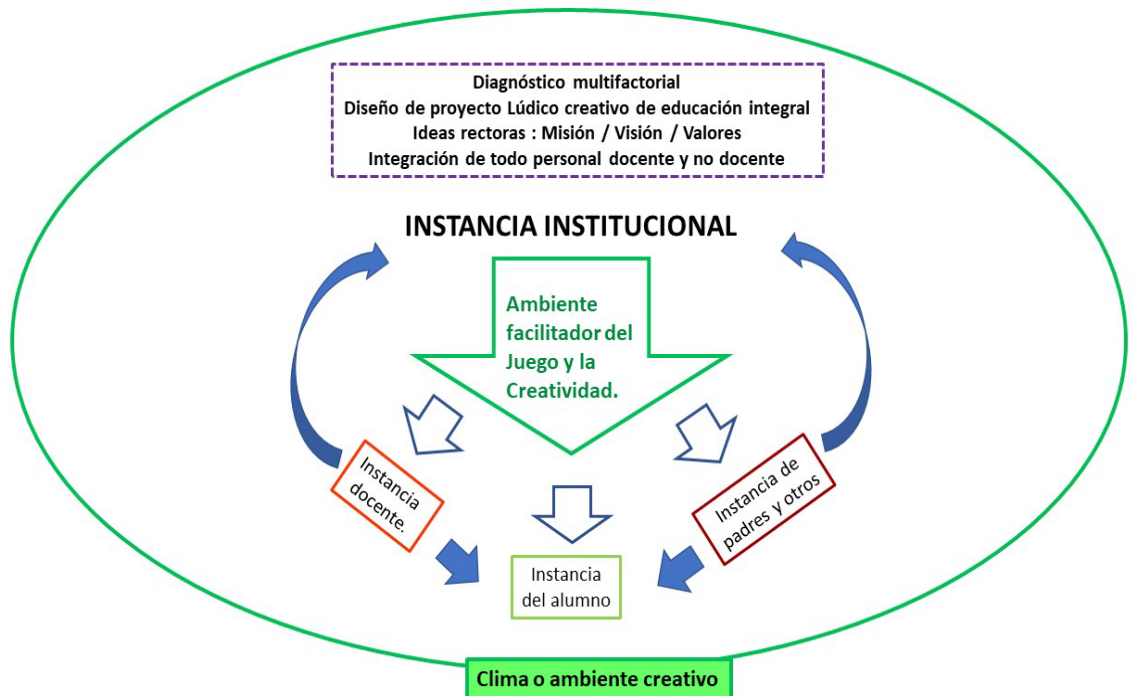 Diagnóstico multifactorial
Diseño de proyecto Lúdico creativo de educación integral
Ideas rectoras : Misión / Visión / Valores
Integración de todo personal docente y no docente
INSTANCIA INSTITUCIONAL
Ambiente
facilitador del
Juego y la
Creatividad.
Instancia
docente.
Instancia de
padres y otros
Instancia
del alumno
Clima o ambiente creativo